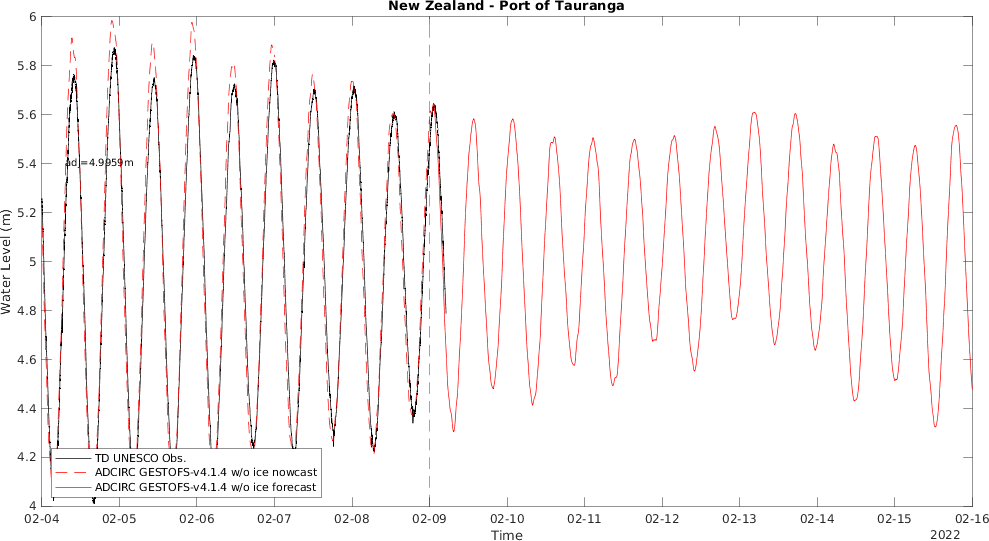 New Zealand - Port of Tauranga
6
5.8
5.6
5.4
5.2
5
4.8
4.6
4.4
4.2
4
Water Level (m)
adj=4.9959m
TD UNESCO Obs.
ADCIRC GESTOFS-v4.1.4 w/o ice nowcast
ADCIRC GESTOFS-v4.1.4 w/o ice forecast
02-04 02-05 02-06 02-07 02-08 02-09 02-10 02-11 02-12 02-13 02-14 02-15 02-16
Time
2022